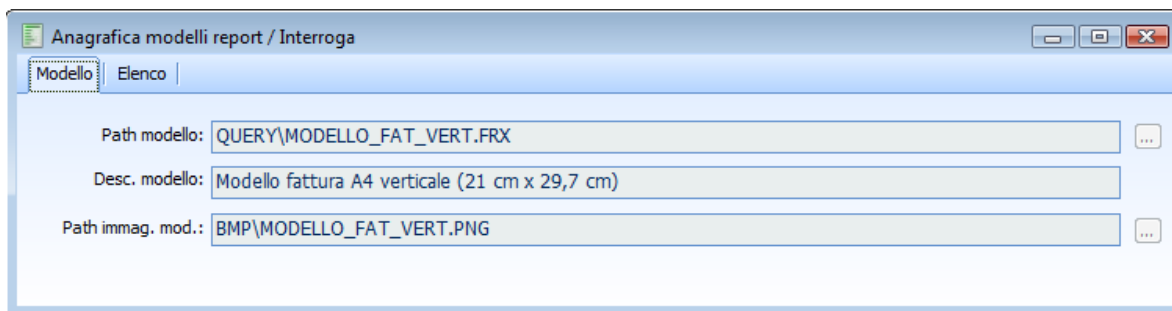 Anagrafica modelli report / Interroga
Modello Elenco
Path modello: QUERY\MODELLO_FAT_VERT.FRX ...
Desc. modello: Modello fattura A4 verticale (21 cm x 29,7 cm)
Path immag. mod.: BMP\MODELLO_FAT_VERT.PNG ...